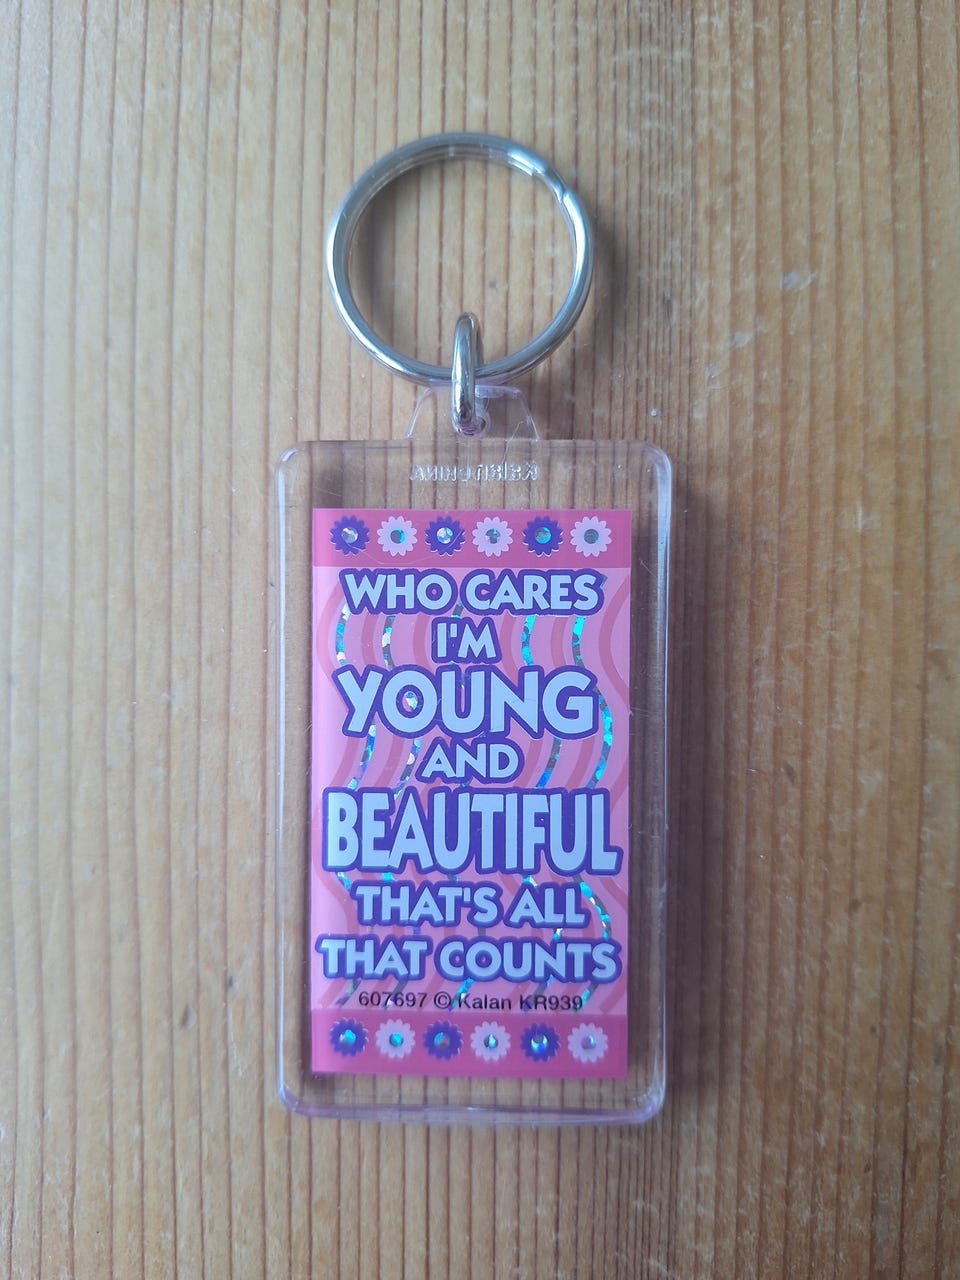 WHO CARES
I'M
YOUNG
AND
BEAUTIFUL
THAT'S ALL
THAT COUNTS
607697 © Kalan KR939